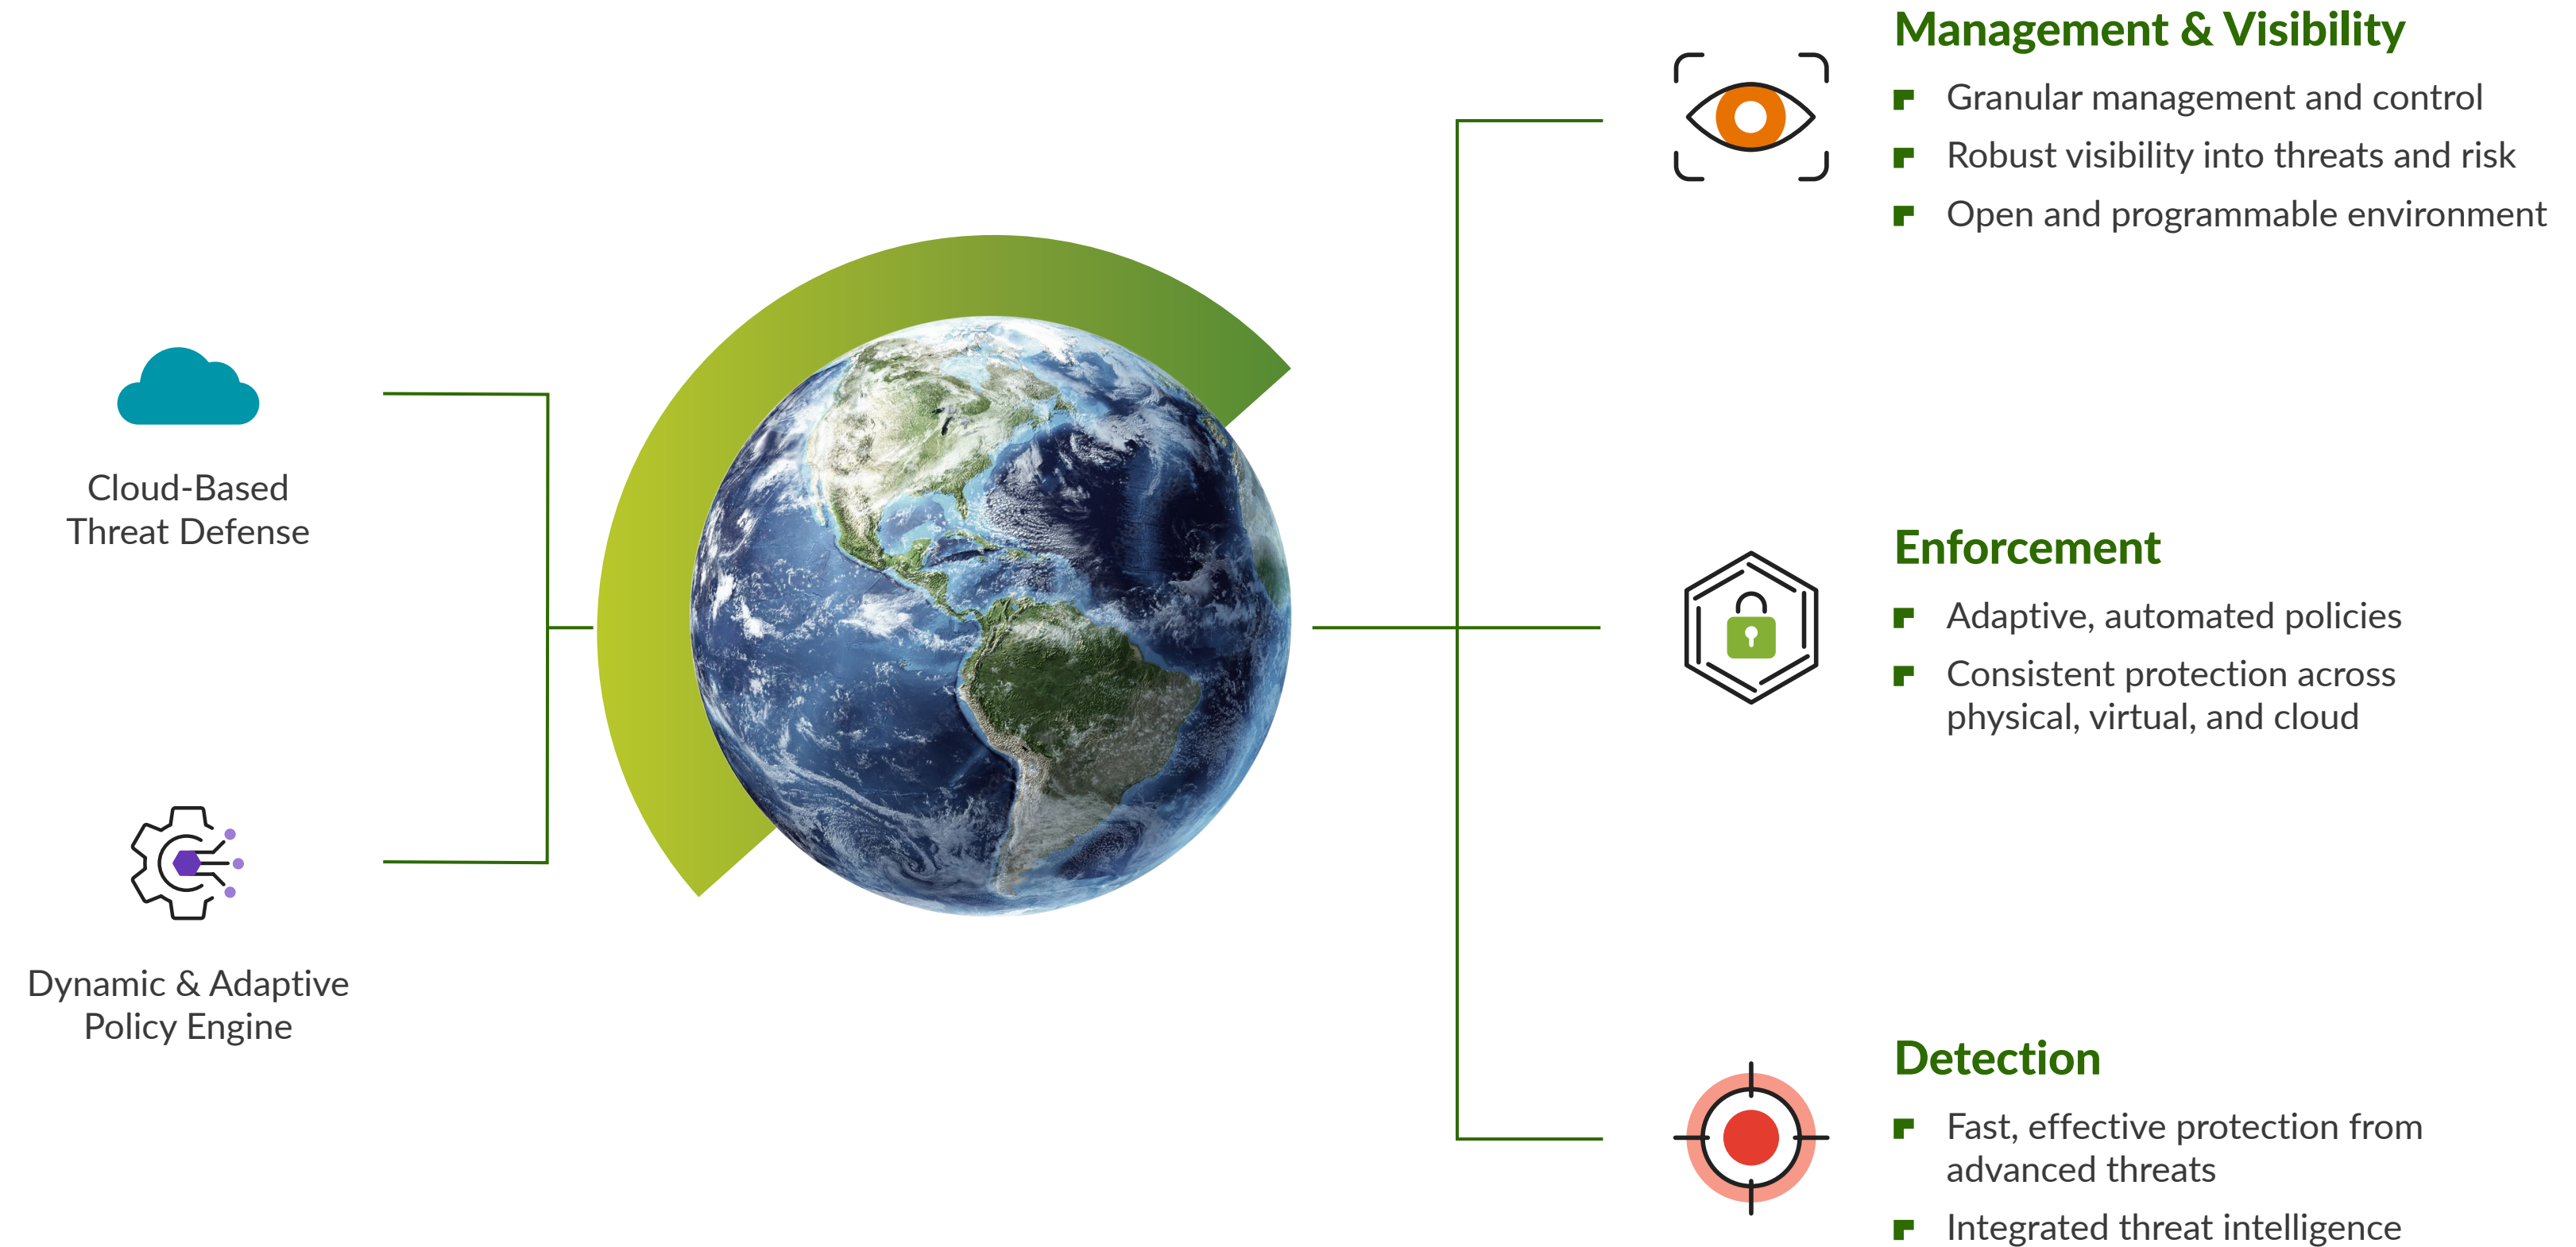 Cloud-Based
Threat Defense
Dynamic & Adaptive
Policy Engine
Management & Visibility
Granular management and control
Robust visibility into threats and risk
Open and programmable environment
Enforcement
Adaptive, automated policies
Consistent protection across
physical, virtual, and cloud
Detection
Fast, effective protection from
advanced threats
Integrated threat intelligence